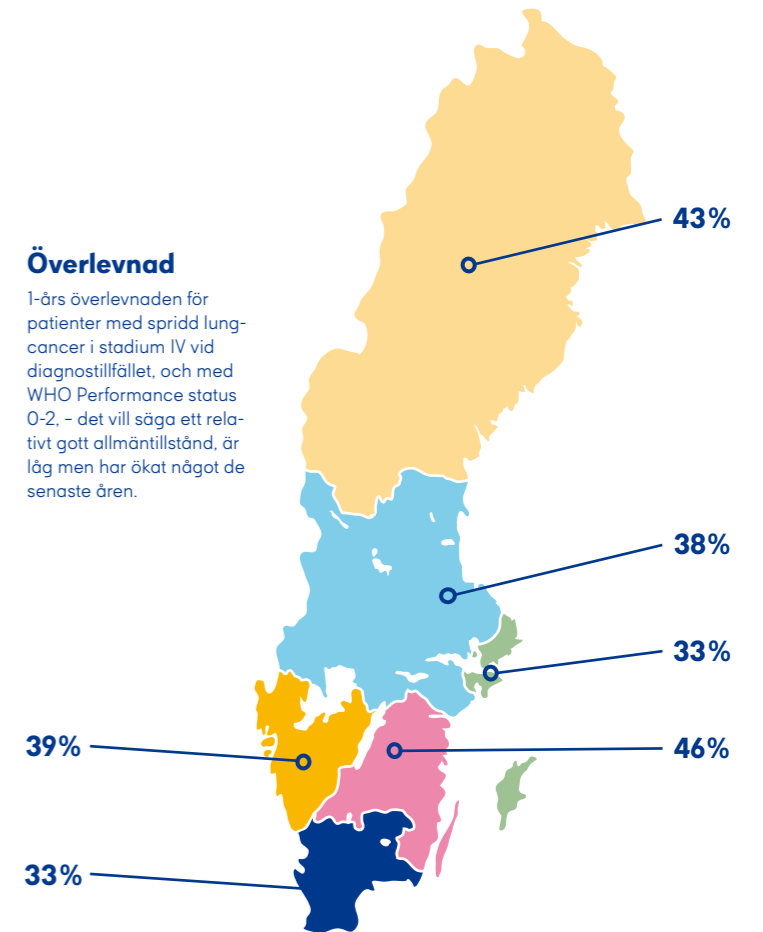 Överlevnad
1-års överlevnaden för
patienter med spridd lung-
cancer i stadium IV vid
diagnostillfället, och med
WHO Performance status
0-2, – det vill säga ett rela-
tivt gott allmäntillstånd, är
låg men har ökat något de
senaste åren.
43%
38%
33%
39%
46%
33%